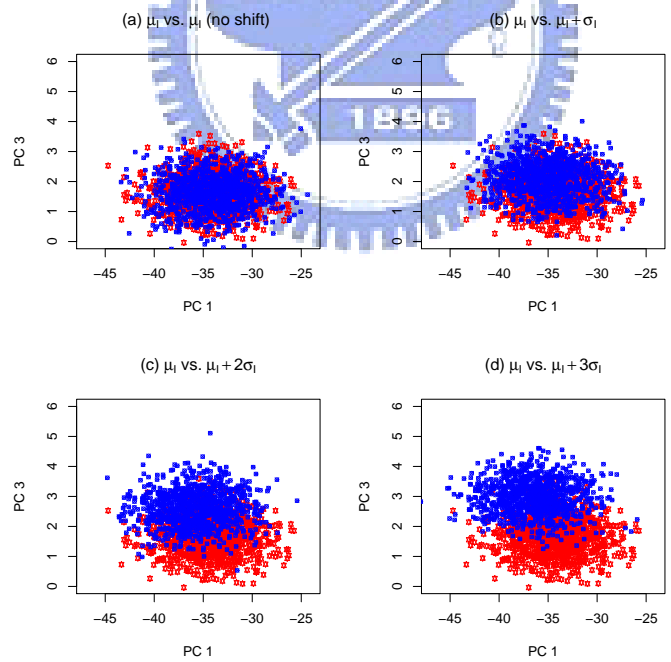 (a) μI vs. μI (no shift)
(b) μI vs. μI+σI
PC 3
6
5
4
3
2
1
0
−45 −40 −35 −30 −25
PC 1
PC 3
6
5
4
3
2
1
0
−45 −40 −35 −30 −25
PC 1
1896
(c) μI vs. μI+2σI
(d) μI vs. μI+3σI
PC 3
6
5
4
3
2
1
0
−45 −40 −35 −30 −25
PC 1
PC 3
6
5
4
3
2
1
0
−45 −40 −35 −30 −25
PC 1